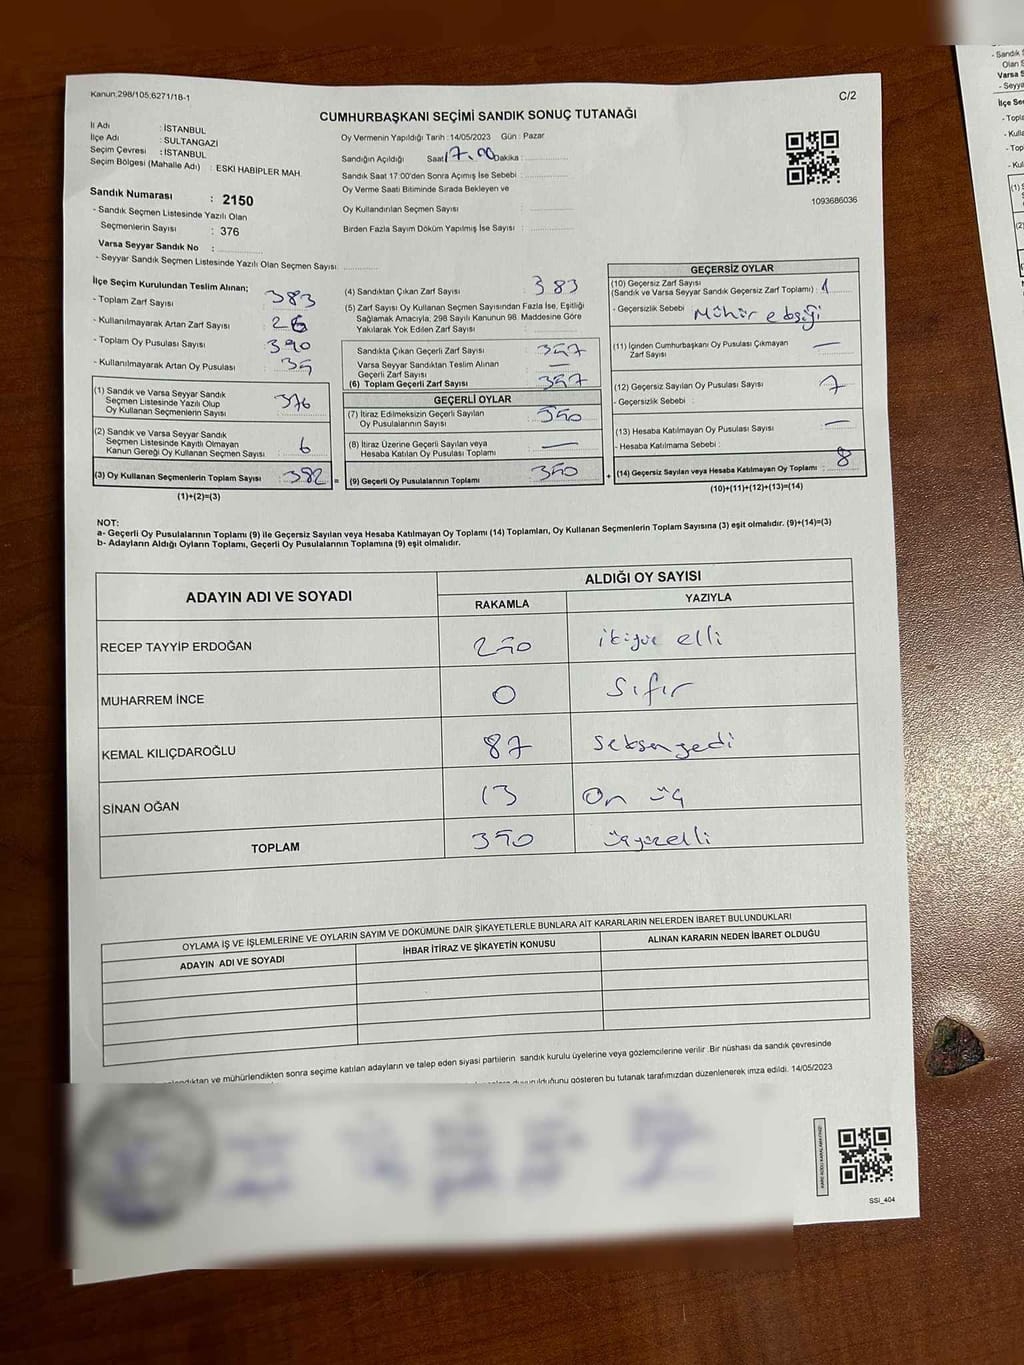 Kanun.298/105,6271/18-1
C/2
CUMHURBAŞKANI SEÇİMİ SANDIK SONUÇ TUTANAĞI
İl Adı : İSTANBUL
İlçe Adı : SULTANGAZİ
Seçim Çevresi : İSTANBUL
Seçim Bölgesi (Mahalle Adı) : ESKİ HABİPLER MAH.
Sandık Numarası : 2150
- Sandık Seçmen Listesinde Yazılı Olan
Seçmenlerin Sayısı : 376
Varsa Seyyar Sandık No :
- Seyyar Sandık Seçmen Listesinde Yazılı Olan Seçmen Sayısı
Oy Vermenin Yapıldığı Tarih :14/05/2023 Gün : Pazar
Sandığın Açıldığı Saat 17.00 Dakika :
Sandık Saat 17:00'den Sonra Açımış İse Sebebi :
Oy Verme Saati Bitiminde Sırada Bekleyen ve
Oy Kullandırılan Seçmen Sayısı :
Birden Fazla Sayım Döküm Yapılmış İse Sayısı :
1093686036
İlçe Seçim Kurulundan Teslim Alınan;
- Toplam Zarf Sayısı : 383
- Kullanılmayarak Artan Zarf Sayısı :
- Toplam Oy Pusulası Sayısı : 390
- Kullanılmayarak Artan Oy Pusulası :
(1) Sandık ve Varsa Seyyar Sandık
Seçmen Listesinde Yazılı Olup
Oy Kullanan Seçmenlerin Sayısı : 376
(2) Sandık ve Varsa Seyyar Sandık
Seçmen Listesinde Kayıtlı Olmayan
Kanun Gereği Oy Kullanan Seçmen Sayısı : 6
(3) Oy Kullanan Seçmenlerin Toplam Sayısı : 382 =
(1)+(2)=(3)
(4) Sandıktan Çıkan Zarf Sayısı : 383
(5) Zarf Sayısı Oy Kullanan Seçmen Sayısından Fazla İse, Eşitliği
Sağlamak Amacıyla, 298 Sayılı Kanunun 98. Maddesine Göre
Yakılarak Yok Edilen Zarf Sayısı :
Sandıkta Çıkan Geçerli Zarf Sayısı : 357
Varsa Seyyar Sandıktan Teslim Alınan
Geçerli Zarf Sayısı : —
(6) Toplam Geçerli Zarf Sayısı : 357
GEÇERLİ OYLAR
(7) İtiraz Edilmeksizin Geçerli Sayılan
Oy Pusulalarının Sayısı : 350
(8) İtiraz Üzerine Geçerli Sayılan veya
Hesaba Katılan Oy Pusulası Toplamı : —
(9) Geçerli Oy Pusulalarının Toplamı : 350 +
GEÇERSİZ OYLAR
(10) Geçersiz Zarf Sayısı
(Sandık ve Varsa Seyyar Sandık Geçersiz Zarf Toplamı) : 1
- Geçersizlik Sebebi : Mühür
(11) İçinden Cumhurbaşkanı Oy Pusulası Çıkmayan
Zarf Sayısı : —
(12) Geçersiz Sayılan Oy Pusulası Sayısı : 7
- Geçersizlik Sebebi :
(13) Hesaba Katılmayan Oy Pusulası Sayısı : —
- Hesaba Katılmama Sebebi :
(14) Geçersiz Sayılan veya Hesaba Katılmayan Oy Toplamı : 8
(10)+(11)+(12)+(13)=(14)
NOT:
a- Geçerli Oy Pusulalarının Toplamı (9) ile Geçersiz Sayılan veya Hesaba Katılmayan Oy Toplamı (14) Toplamları, Oy Kullanan Seçmenlerin Toplam Sayısına (3) eşit olmalıdır. (9)+(14)=(3)
b- Adayların Aldığı Oyların Toplamı, Geçerli Oy Pusulalarının Toplamına (9) eşit olmalıdır.
ADAYIN ADI VE SOYADI
ALDIĞI OY SAYISI
RAKAMLA YAZIYLA
RECEP TAYYİP ERDOĞAN 250 ikiyüz elli
MUHARREM İNCE 0 Sıfır
KEMAL KILIÇDAROĞLU 87 seksen yedi
SİNAN OĞAN 13 On üç
TOPLAM 350 üçyüzelli
OYLAMA İŞ VE İŞLEMLERİNE VE OYLARIN SAYIM VE DÖKÜMÜNE DAİR ŞİKAYETLERLE BUNLARA AİT KARARLARIN NELERDEN İBARET BULUNDUKLARI
ADAYIN ADI VE SOYADI İHBAR İTİRAZ VE ŞİKAYETİN KONUSU ALINAN KARARIN NEDEN İBARET OLDUĞU
ve mühürlendikten sonra seçime katılan adayların ve talep eden siyasi partilerin sandık kurulu üyelerine veya gözlemcilerine verilir .Bir nüshası da sandık çevresinde
gösteren bu tutanak tarafımızdan düzenlenerek imza edildi. 14/05/2023
SSİ_404